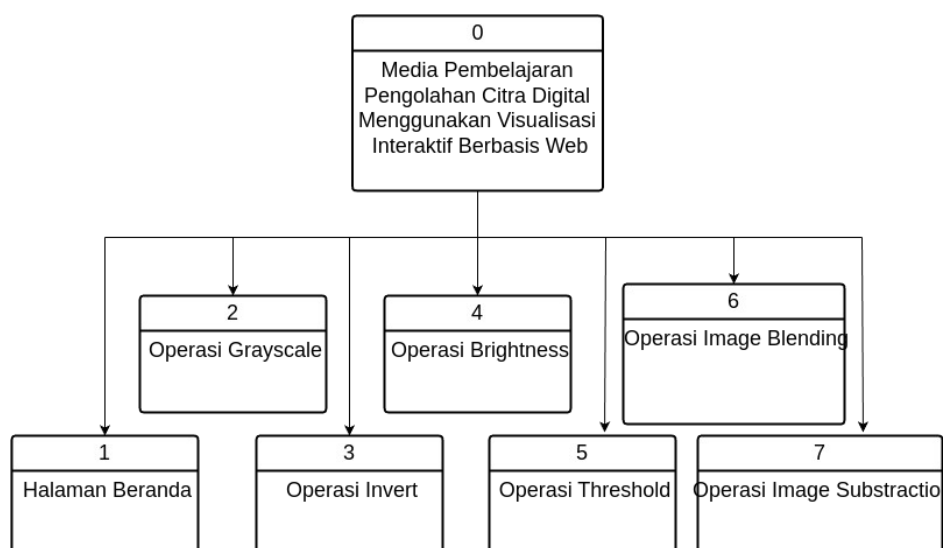 0
Media Pembelajaran
Pengolahan Citra Digital
Menggunakan Visualisasi
Interaktif Berbasis Web
1
Halaman Beranda
2
Operasi Grayscale
3
Operasi Invert
4
Operasi Brightness
5
Operasi Threshold
6
Operasi Image Blending
7
Operasi Image Substractio